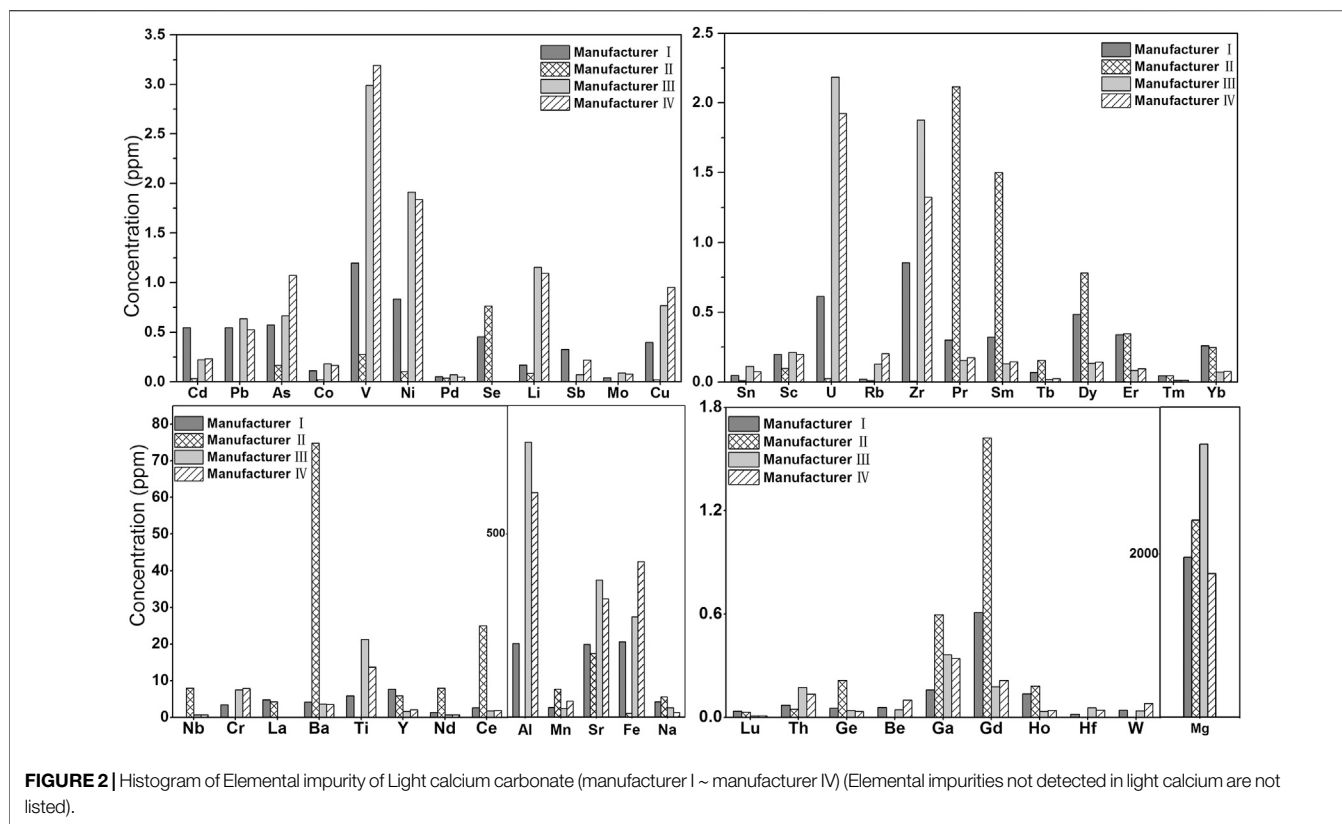 3.5
3.0
2.5
2.0
1.5
1.0
0.5
0.0
Concentration (ppm)
Manufacturer Ⅰ
Manufacturer Ⅱ
Manufacturer Ⅲ
Manufacturer Ⅳ
Cd Pb As Co V Ni Pd Se Li Sb Mo Cu
2.5
2.0
1.5
1.0
0.5
0.0
Manufacturer Ⅰ
Manufacturer Ⅱ
Manufacturer Ⅲ
Manufacturer Ⅳ
Sn Sc U Rb Zr Pr Sm Tb Dy Er Tm Yb
80
70
60
50
40
30
20
10
0
Concentration (ppm)
Manufacturer Ⅰ
Manufacturer Ⅱ
Manufacturer Ⅲ
Manufacturer Ⅳ
500
Nb Cr La Ba Ti Y Nd Ce Al Mn Sr Fe Na
1.8
1.2
0.6
0.0
Manufacturer Ⅰ
Manufacturer Ⅱ
Manufacturer Ⅲ
Manufacturer Ⅳ
2000
Lu Th Ge Be Ga Gd Ho Hf W Mg
FIGURE 2 | Histogram of Elemental impurity of Light calcium carbonate (manufacturer I ~ manufacturer IV) (Elemental impurities not detected in light calcium are not
listed).